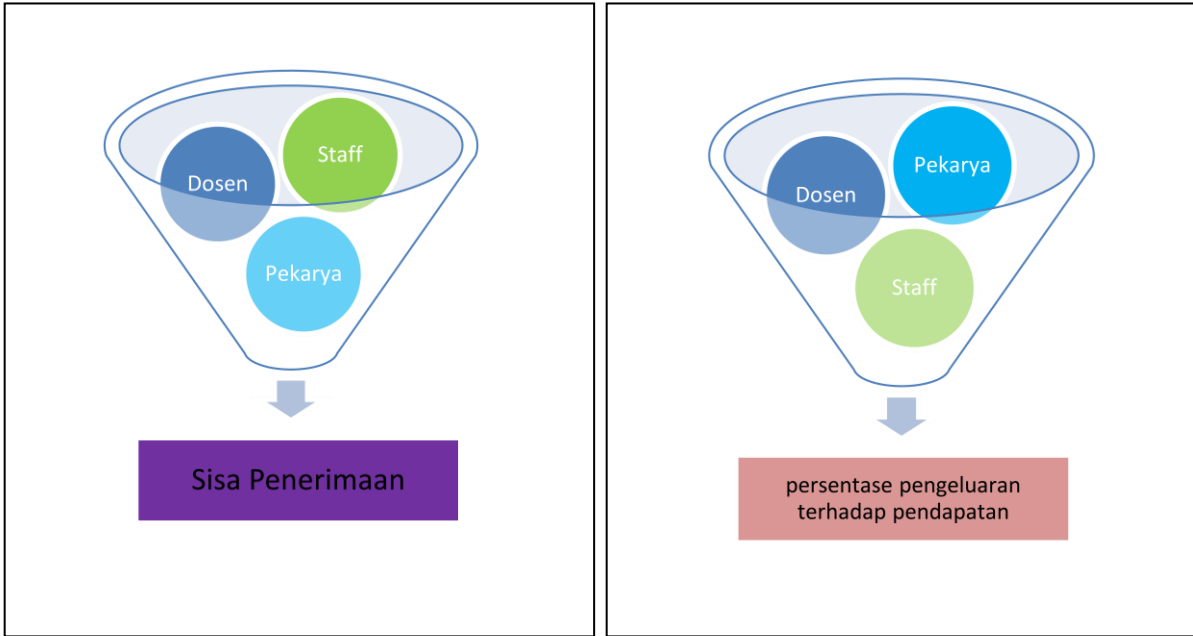 Staff
Dosen
Pekarya
Sisa Penerimaan
Pekarya
Dosen
Staff
persentase pengeluaran
terhadap pendapatan